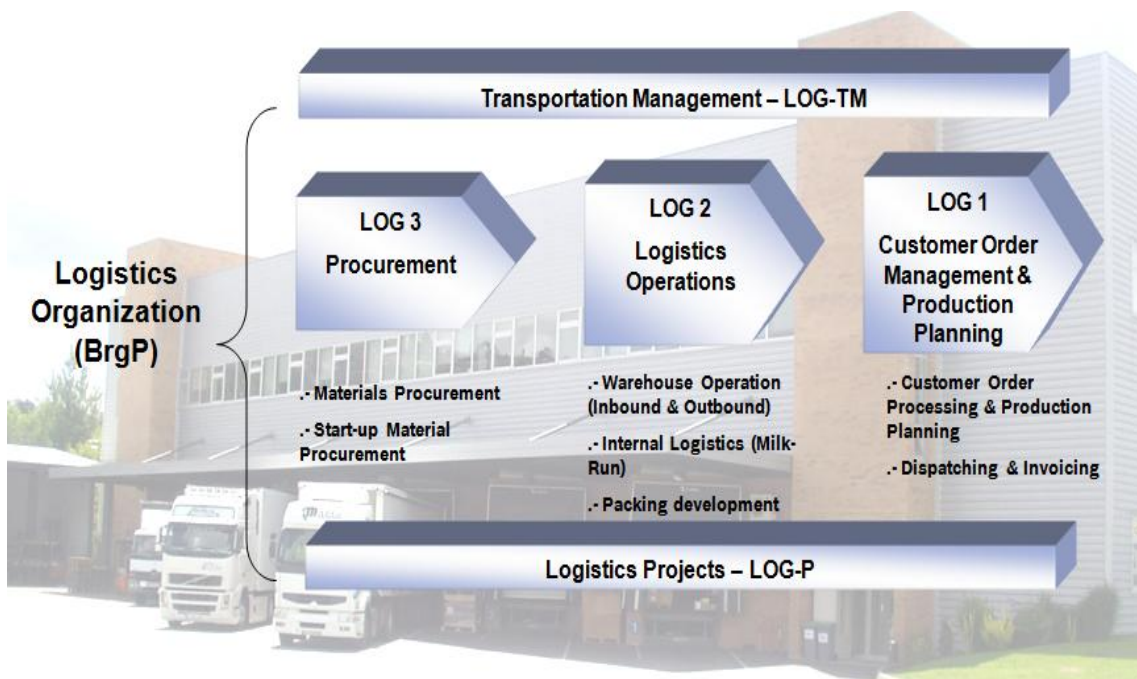 Transportation Management – LOG-TM
Logistics
Organization
(BrgP)
LOG 3
Procurement
.- Materials Procurement
.- Start-up Material
Procurement
LOG 2
Logistics
Operations
.- Warehouse Operation
(Inbound & Outbound)
.- Internal Logistics (Milk-
Run)
.- Packing development
LOG 1
Customer Order
Management &
Production
Planning
.- Customer Order
Processing & Production
Planning
.- Dispatching & Invoicing
Logistics Projects – LOG-P